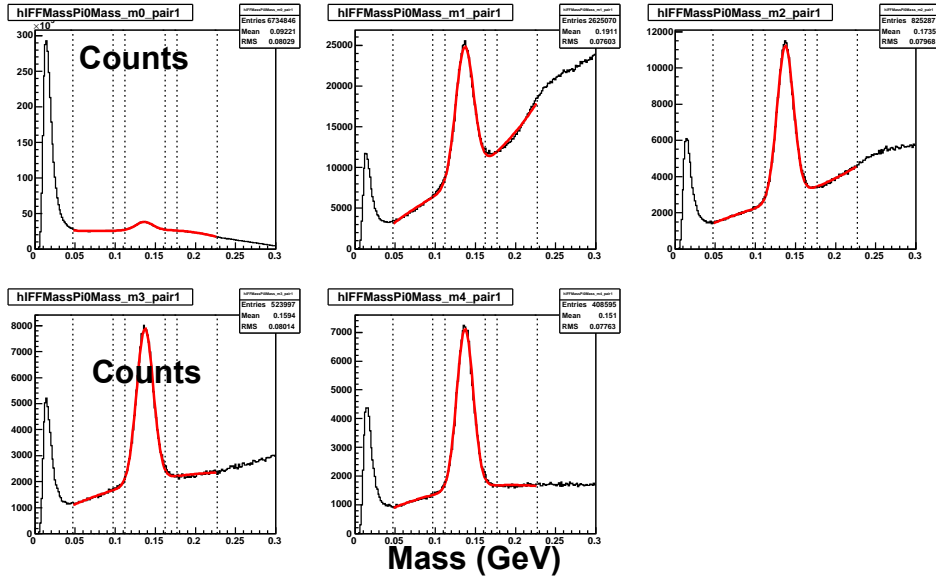 hIFFMassPi0Mass_m0_pair1
Entries 6734846
Mean 0.09221
RMS 0.08029
Counts
300
250
200
150
100
50
0
0 0.05 0.1 0.15 0.2 0.25 0.3
hIFFMassPi0Mass_m1_pair1
Entries 2625070
Mean 0.1911
RMS 0.07603
25000
20000
15000
10000
5000
0
0 0.05 0.1 0.15 0.2 0.25 0.3
hIFFMassPi0Mass_m2_pair1
Entries 825287
Mean 0.1735
RMS 0.07968
12000
10000
8000
6000
4000
2000
0
0 0.05 0.1 0.15 0.2 0.25 0.3
hIFFMassPi0Mass_m3_pair1
Entries 523997
Mean 0.1594
RMS 0.08014
Counts
8000
7000
6000
5000
4000
3000
2000
1000
0
0 0.05 0.1 0.15 0.2 0.25 0.3
hIFFMassPi0Mass_m4_pair1
Entries 408595
Mean 0.151
RMS 0.07763
7000
6000
5000
4000
3000
2000
1000
0
0 0.05 0.1 0.15 0.2 0.25 0.3
Mass (GeV)